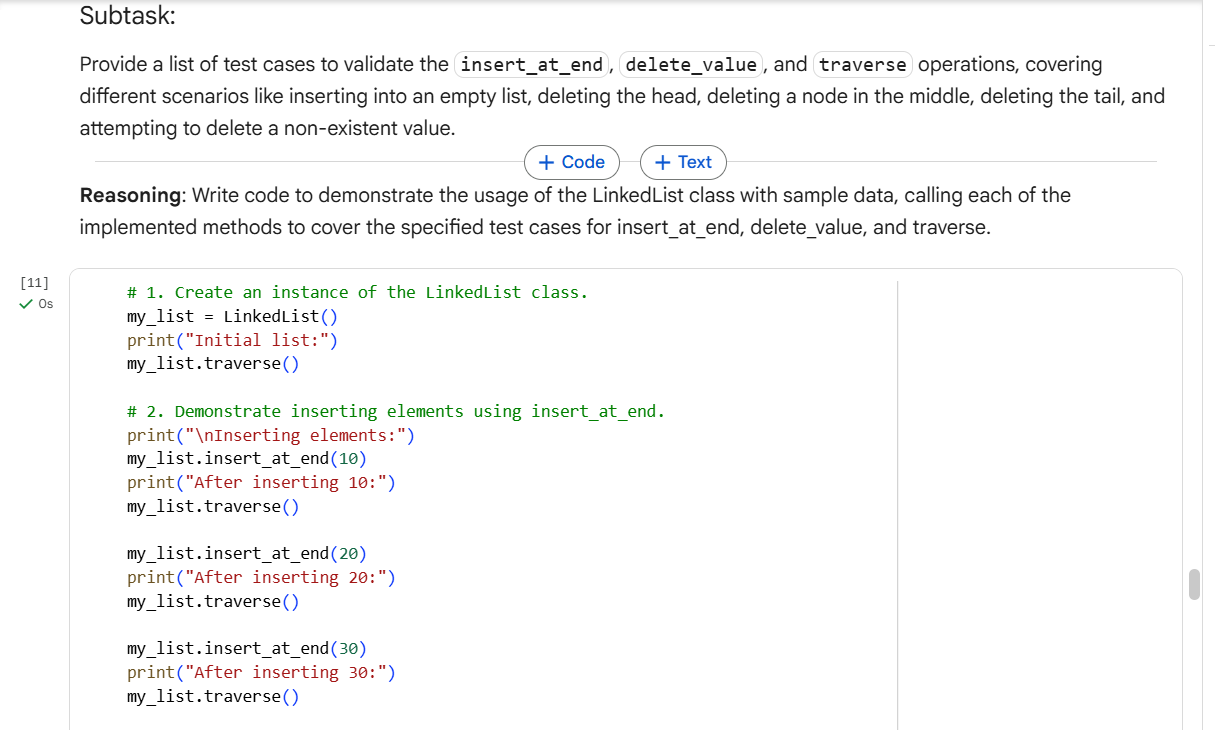 Subtask:
Provide a list of test cases to validate the insert_at_end, delete_value, and traverse operations, covering
different scenarios like inserting into an empty list, deleting the head, deleting a node in the middle, deleting the tail, and
attempting to delete a non-existent value.
+ Code + Text
Reasoning: Write code to demonstrate the usage of the LinkedList class with sample data, calling each of the
implemented methods to cover the specified test cases for insert_at_end, delete_value, and traverse.
[11]
0s
# 1. Create an instance of the LinkedList class.
my_list = LinkedList()
print("Initial list:")
my_list.traverse()
# 2. Demonstrate inserting elements using insert_at_end.
print("\nInserting elements:")
my_list.insert_at_end(10)
print("After inserting 10:")
my_list.traverse()
my_list.insert_at_end(20)
print("After inserting 20:")
my_list.traverse()
my_list.insert_at_end(30)
print("After inserting 30:")
my_list.traverse()